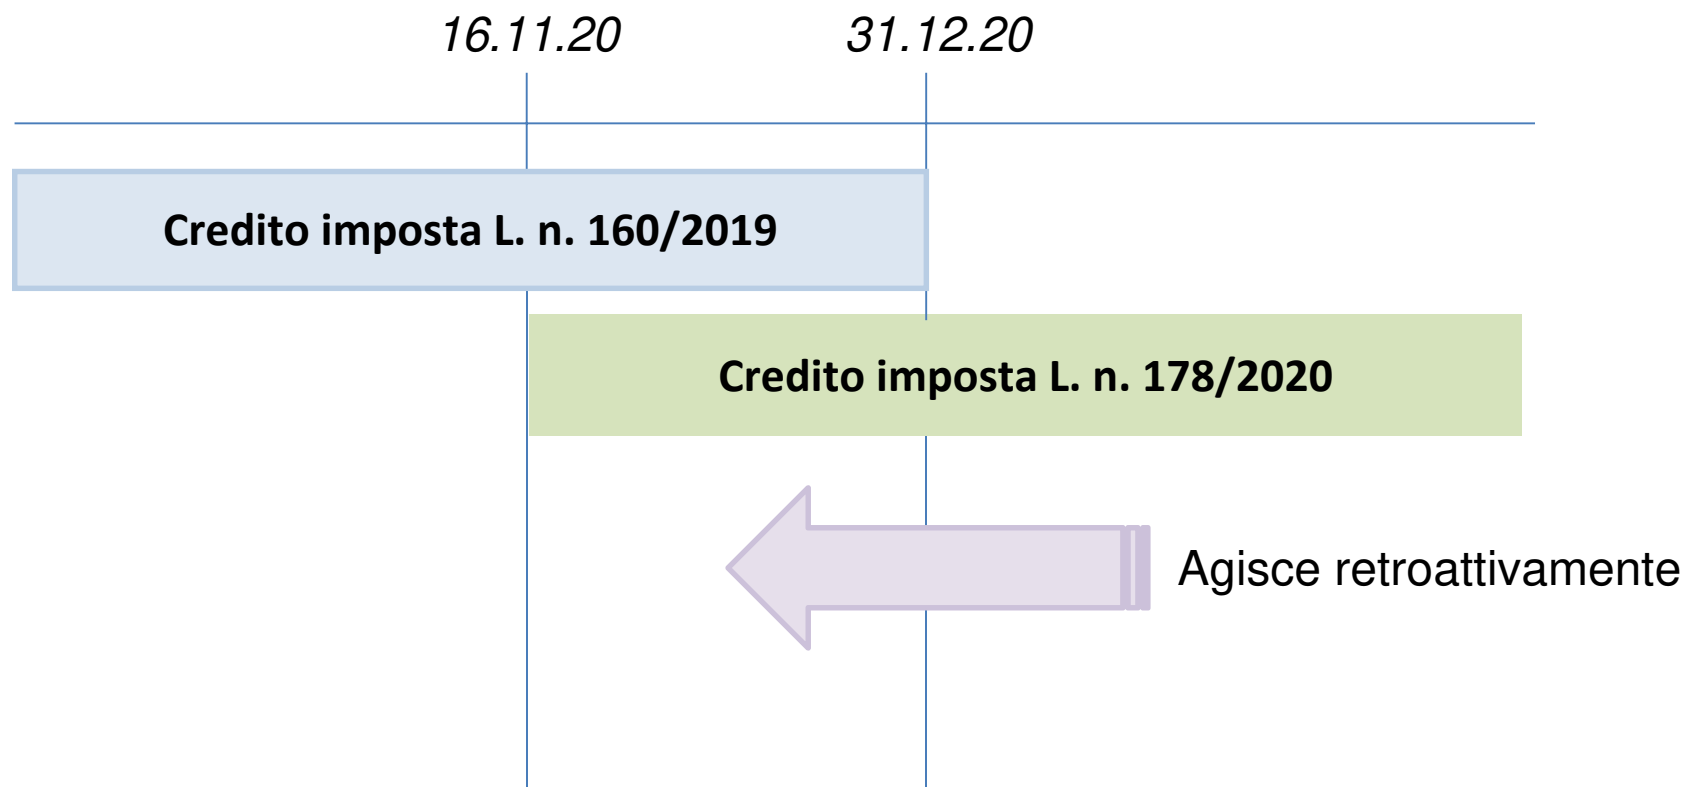 16.11.20
31.12.20
Credito imposta L. n. 160/2019
Credito imposta L. n. 178/2020
Agisce retroattivamente